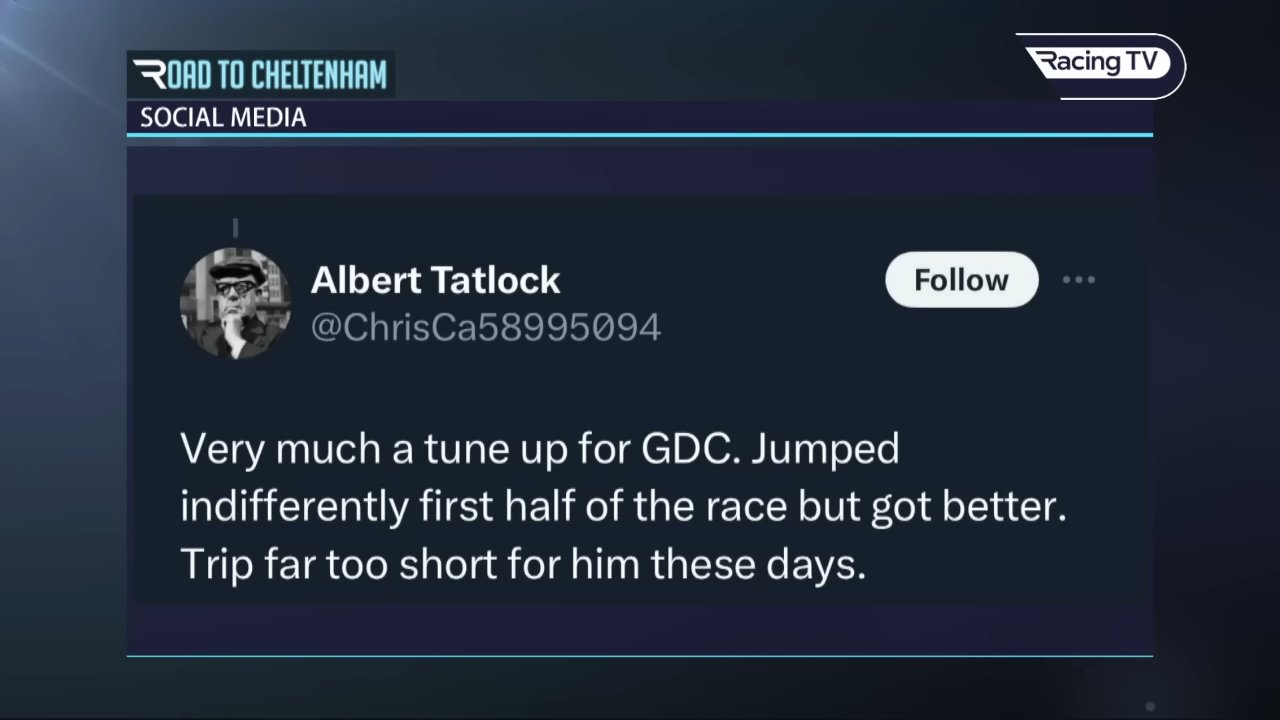 ROAD TO CHELTENHAM
Racing TV
SOCIAL MEDIA
Albert Tatlock
Follow
@ChrisCa58995094
Very much a tune up for GDC. Jumped
indifferently first half of the race but got better.
Trip far too short for him these days.